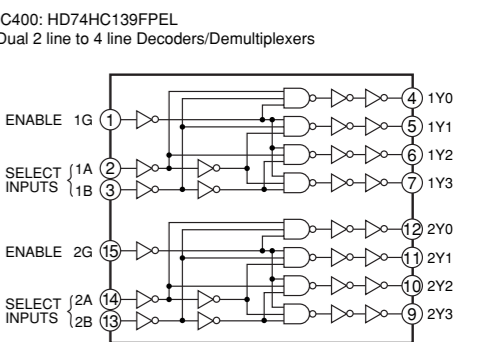 C400: HD74HC139FPEL
Dual 2 line to 4 line Decoders/Demultiplexers
ENABLE 1G 1 4 1Y0
5 1Y1
SELECT INPUTS 1A 2 6 1Y2
1B 3 7 1Y3
12 2Y0
ENABLE 2G 15 11 2Y1
10 2Y2
SELECT INPUTS 2A 14 9 2Y3
2B 13